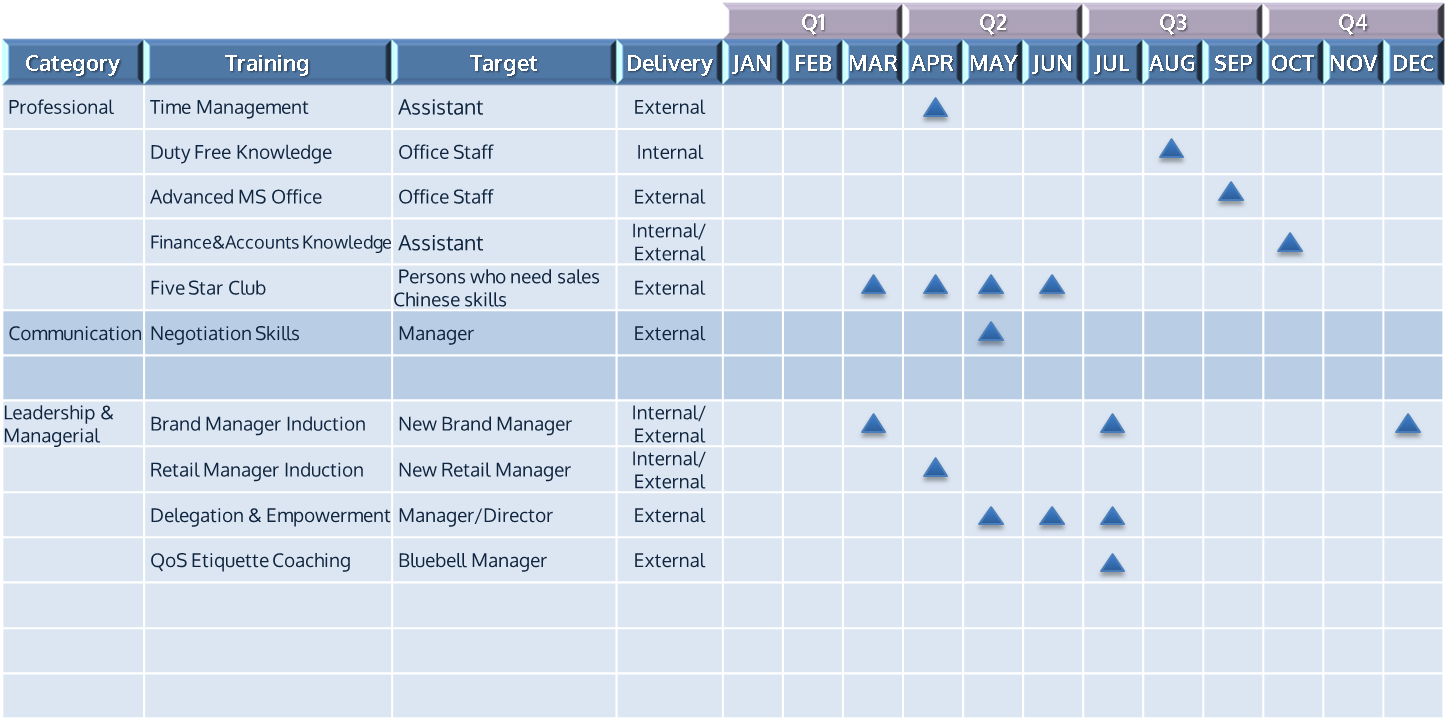 Q1 Q2 Q3 Q4
Category Training Target Delivery JAN FEB MAR APR MAY JUN JUL AUG SEP OCT NOV DEC
Professional Time Management Assistant External
Duty Free Knowledge Office Staff Internal
Advanced MS Office Office Staff External
Finance&Accounts Knowledge Assistant Internal/
External
Five Star Club Persons who need sales
Chinese skills External
Communication Negotiation Skills Manager External
Leadership &
Managerial Brand Manager Induction New Brand Manager Internal/
External
Retail Manager Induction New Retail Manager Internal/
External
Delegation & Empowerment Manager/Director External
QoS Etiquette Coaching Bluebell Manager External